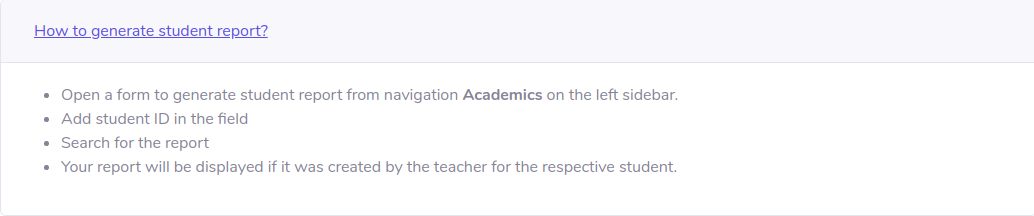 How to generate student report?
Open a form to generate student report from navigation Academics on the left sidebar.
Add student ID in the field
Search for the report
Your report will be displayed if it was created by the teacher for the respective student.